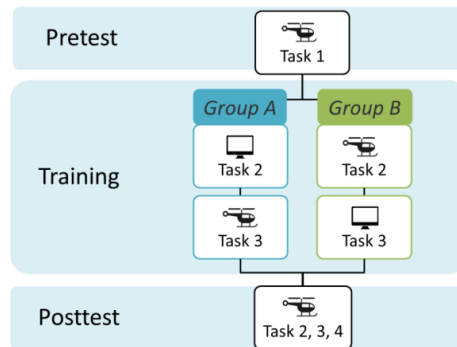 Pretest
Task 1
Group A
Group B
Training
Task 2
Task 2
Task 3
Task 3
Posttest
Task 2, 3, 4